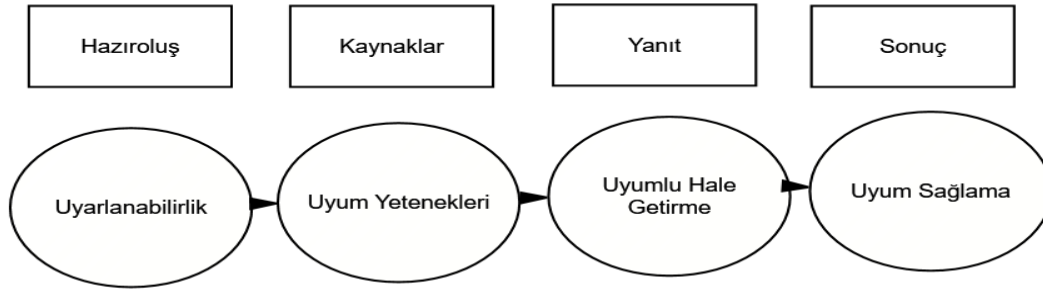 Hazıroluş
Kaynaklar
Yanıt
Sonuç
Uyarlanabilirlik
Uyum Yetenekleri
Uyumlu Hale
Getirme
Uyum Sağlama